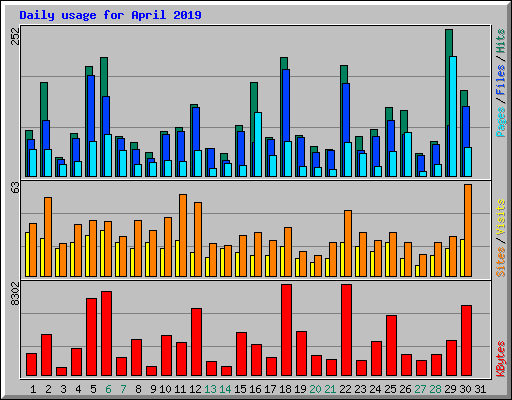 Daily usage for April 2019
252
Pages / Files / Hits
63
Sites / Visits
8302
KBytes
1 2 3 4 5 6 7 8 9 10 11 12 13 14 15 16 17 18 19 20 21 22 23 24 25 26 27 28 29 30 31